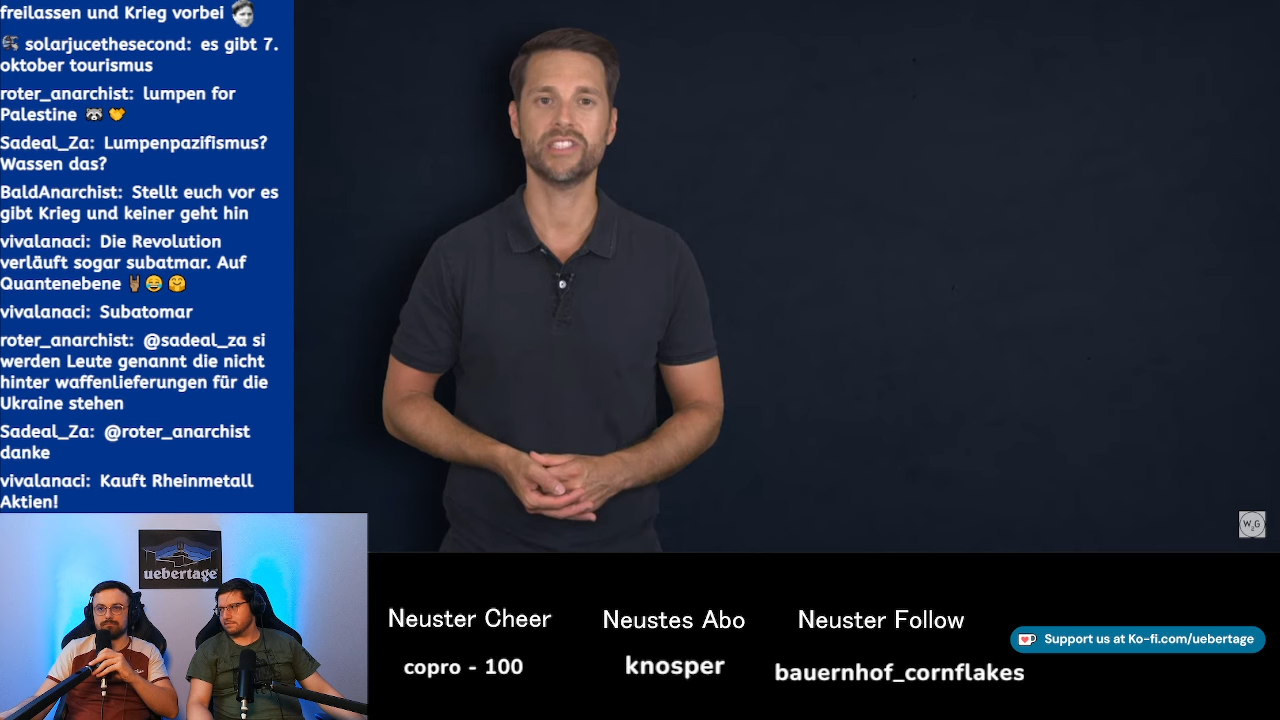 freilassen und Krieg vorbei
solarjucethesecond: es gibt 7.
oktober tourismus
roter_anarchist: lumpen for
Palestine 🦝
Sadeal_Za: Lumpenpazifismus?
Wassen das?
BaldAnarchist: Stellt euch vor es
gibt Krieg und keiner geht hin
vivalanaci: Die Revolution
verläuft sogar subatmar. Auf
Quantenebene 🤘🏾😂🤗
vivalanaci: Subatomar
roter_anarchist: @sadeal_za si
werden Leute genannt die nicht
hinter waffenlieferungen für die
Ukraine stehen
Sadeal_Za: @roter_anarchist
danke
vivalanaci: Kauft Rheinmetall
Aktien!
uebertage
W2G
Neuster Cheer
copro - 100
Neustes Abo
knosper
Neuster Follow
bauernhof_cornflakes
Support us at Ko-fi.com/uebertage